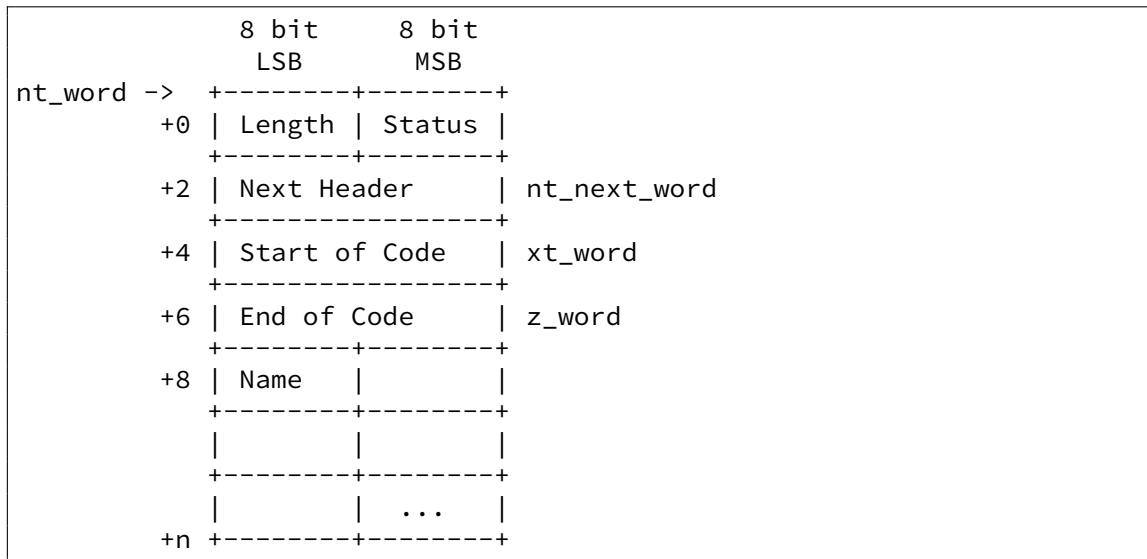 8 bit     8 bit
               LSB       MSB
nt_word ->  +--------+--------+
         +0 | Length | Status |
            +--------+--------+
         +2 | Next Header     | nt_next_word
            +-----------------+
         +4 | Start of Code   | xt_word
            +-----------------+
         +6 | End of Code     | z_word
            +--------+--------+
         +8 | Name   |        |
            +--------+--------+
            |        |        |
            +--------+--------+
            |        | ...    |
         +n +--------+--------+